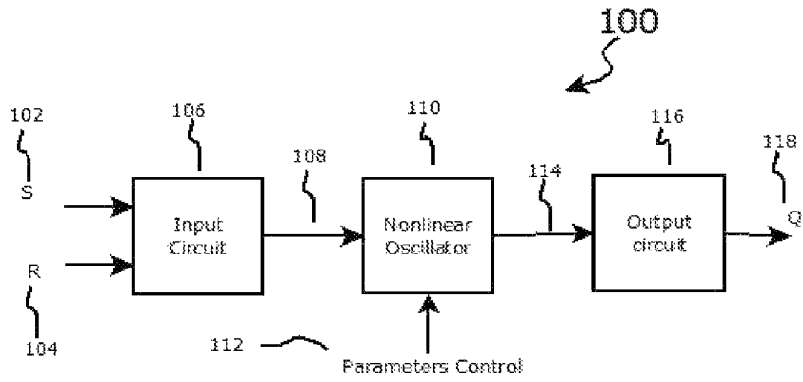 100
102
106
110
116
118
108
114
S
Input
Circuit
Nonlinear
Oscillator
Output
circuit
Q
R
104
112
Parameters Control